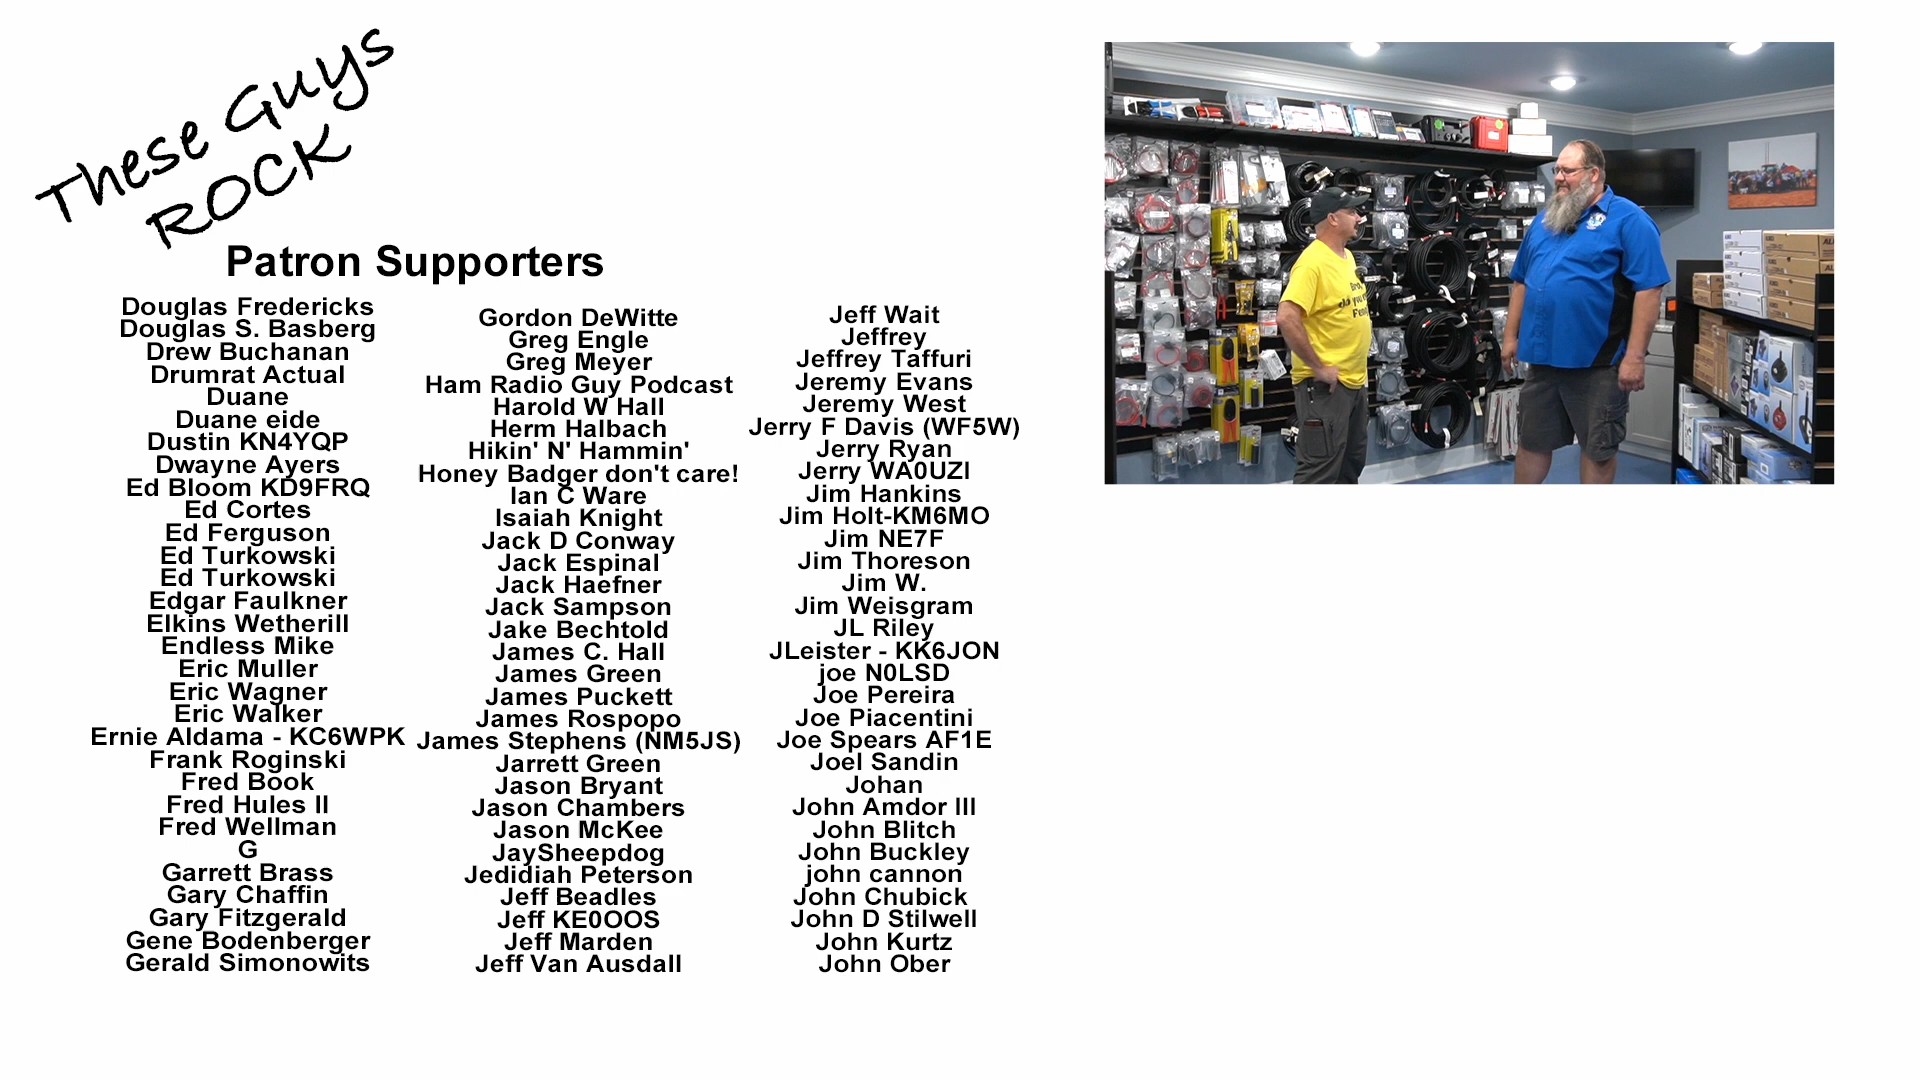 These Guys
ROCK
Patron Supporters
Douglas Fredericks
Douglas S. Basberg
Drew Buchanan
Drumrat Actual
Duane
Duane eide
Dustin KN4YQP
Dwayne Ayers
Ed Bloom KD9FRQ
Ed Cortes
Ed Ferguson
Ed Turkowski
Ed Turkowski
Edgar Faulkner
Elkins Wetherill
Endless Mike
Eric Muller
Eric Wagner
Eric Walker
Ernie Aldama - KC6WPK
Frank Roginski
Fred Book
Fred Hules II
Fred Wellman
G
Garrett Brass
Gary Chaffin
Gary Fitzgerald
Gene Bodenberger
Gerald Simonowits
Gordon DeWitte
Greg Engle
Greg Meyer
Ham Radio Guy Podcast
Harold W Hall
Herm Halbach
Hikin' N' Hammin'
Honey Badger don't care!
Ian C Ware
Isaiah Knight
Jack D Conway
Jack Espinal
Jack Haefner
Jack Sampson
Jake Bechtold
James C. Hall
James Green
James Puckett
James Rospopo
James Stephens (NM5JS)
Jarrett Green
Jason Bryant
Jason Chambers
Jason McKee
JaySheepdog
Jedidiah Peterson
Jeff Beadles
Jeff KE0OOS
Jeff Marden
Jeff Van Ausdall
Jeff Wait
Jeffrey
Jeffrey Taffuri
Jeremy Evans
Jeremy West
Jerry F Davis (WF5W)
Jerry Ryan
Jerry WA0UZI
Jim Hankins
Jim Holt-KM6MO
Jim NE7F
Jim Thoreson
Jim W.
Jim Weisgram
JL Riley
JLeister - KK6JON
joe N0LSD
Joe Pereira
Joe Piacentini
Joe Spears AF1E
Joel Sandin
Johan
John Amdor III
John Blitch
John Buckley
john cannon
John Chubick
John D Stilwell
John Kurtz
John Ober